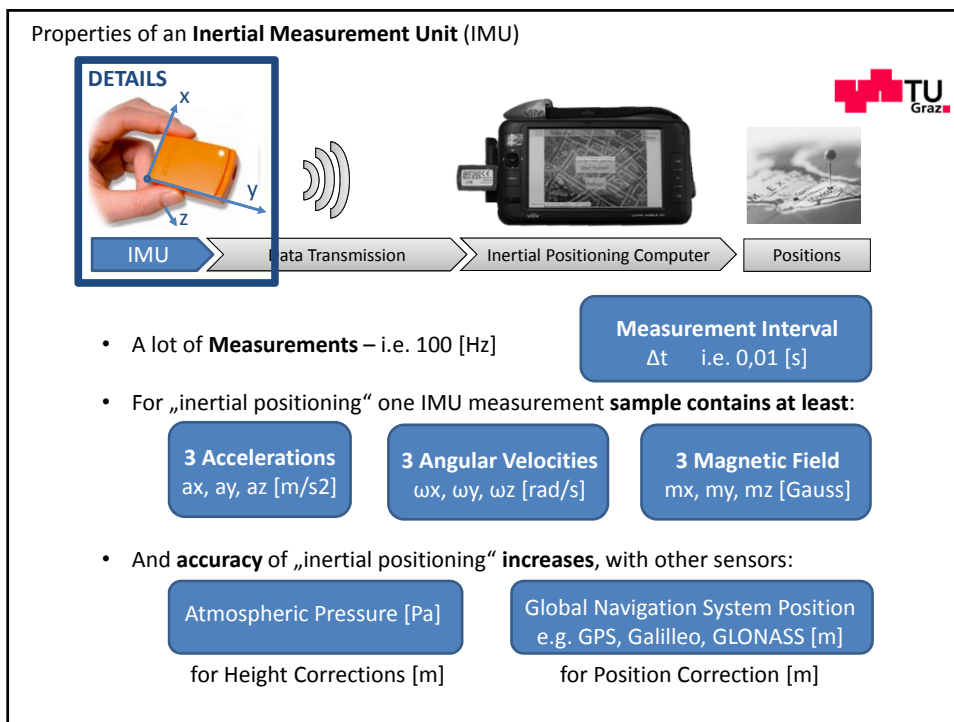 Properties of an Inertial Measurement Unit (IMU)
DETAILS
x
y
z
TU
Graz
viliv
IMU
Data Transmission
Inertial Positioning Computer
Positions
• A lot of Measurements – i.e. 100 [Hz]
Measurement Interval
Δt i.e. 0,01 [s]
• For „inertial positioning“ one IMU measurement sample contains at least:
3 Accelerations
ax, ay, az [m/s2]
3 Angular Velocities
ωx, ωy, ωz [rad/s]
3 Magnetic Field
mx, my, mz [Gauss]
• And accuracy of „inertial positioning“ increases, with other sensors:
Atmospheric Pressure [Pa]
for Height Corrections [m]
Global Navigation System Position
e.g. GPS, Galilleo, GLONASS [m]
for Position Correction [m]